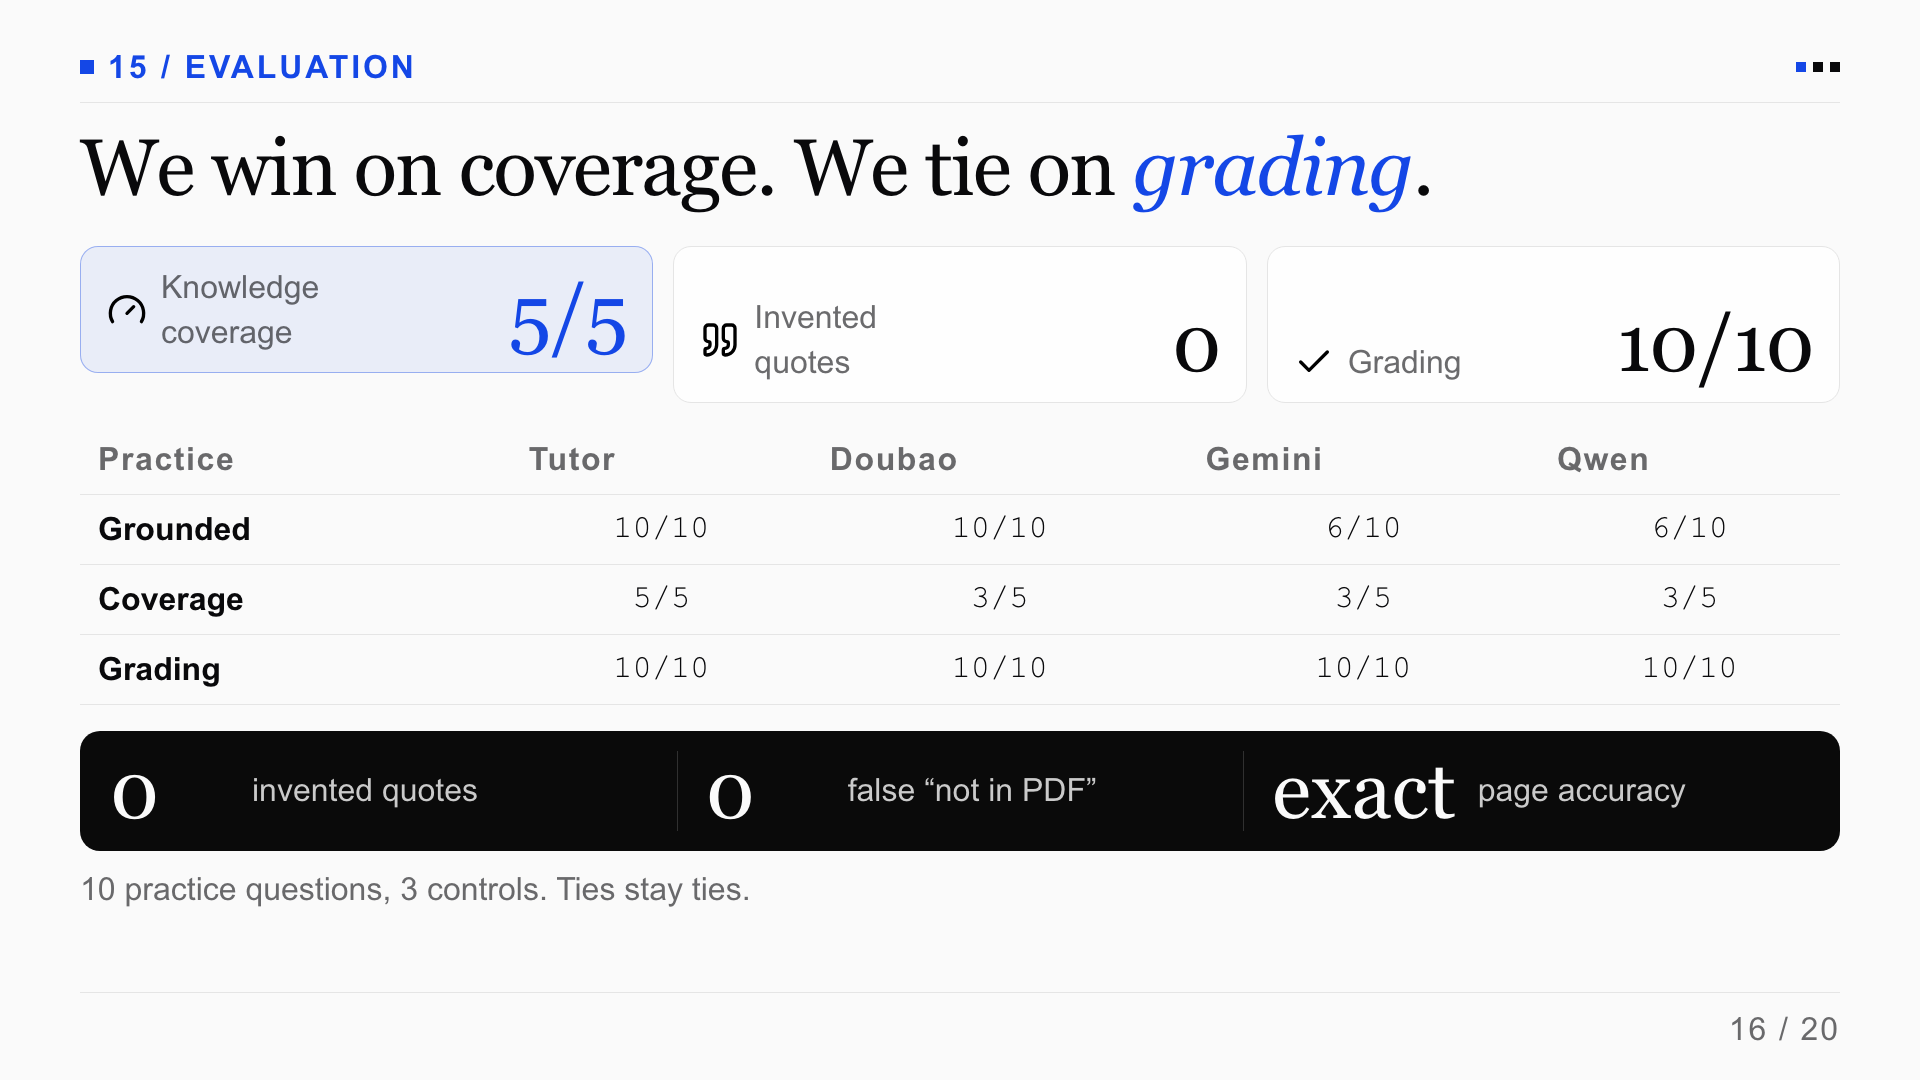 15 / EVALUATION
We win on coverage. We tie on grading.
Knowledge
coverage
5/5
Invented
quotes
0
Grading
10/10
Practice Tutor Doubao Gemini Qwen
Grounded 10/10 10/10 6/10 6/10
Coverage 5/5 3/5 3/5 3/5
Grading 10/10 10/10 10/10 10/10
0 invented quotes
0 false “not in PDF”
exact page accuracy
10 practice questions, 3 controls. Ties stay ties.
16 / 20